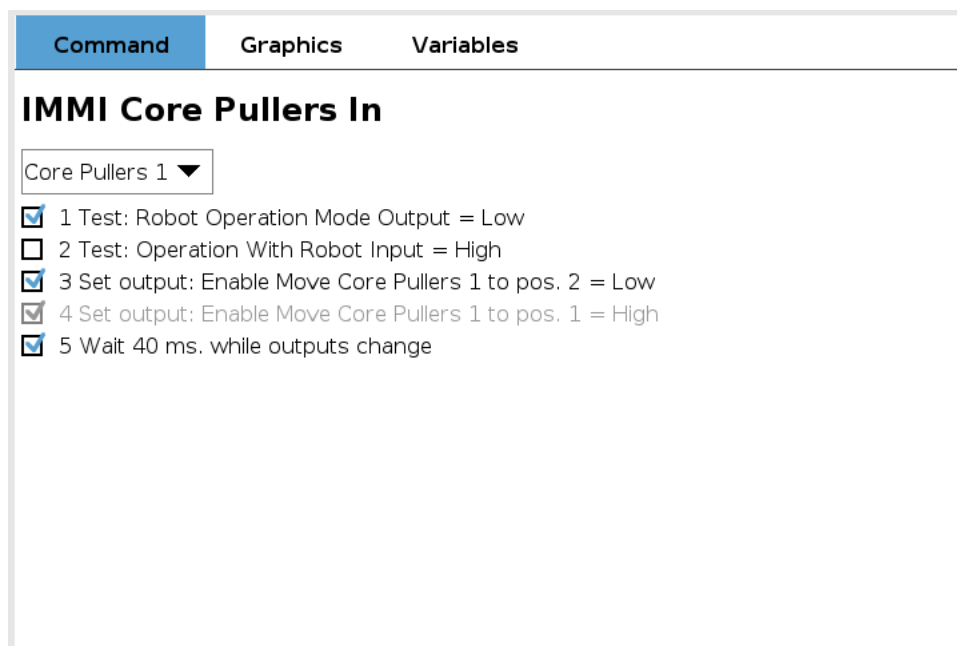 Command Graphics Variables
IMMI Core Pullers In
Core Pullers 1
1 Test: Robot Operation Mode Output = Low
2 Test: Operation With Robot Input = High
3 Set output: Enable Move Core Pullers 1 to pos. 2 = Low
4 Set output: Enable Move Core Pullers 1 to pos. 1 = High
5 Wait 40 ms. while outputs change